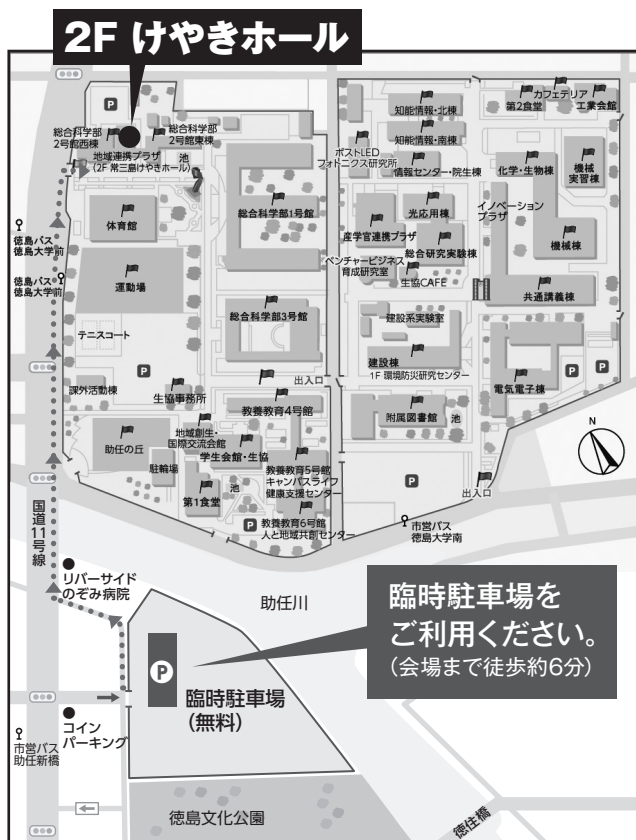 2F けやきホール
P
総合科学部
2号館西棟
総合科学部
2号館東棟
地域連携プラザ
(2F 常三島けやきホール)
池
体育館
総合科学部1号館
運動場
総合科学部3号館
テニスコート
P
課外活動棟
生協事務所
出入口
教養教育4号館
地域創生・
国際交流会館
助任の丘
学生会館・生協
駐輪場
第1食堂
池
教養教育5号館
キャンパスライフ
健康支援センター
P
教養教育6号館
人と地域共創センター
知能情報・北棟
知能情報・南棟
ポストLED
フォトニクス研究所
情報センター・院生棟
カフェテリア
第2食堂
工業会館
化学・生物棟
機械
実習棟
光応用棟
イノベーション
プラザ
産学官連携プラザ
総合研究実験棟
機械棟
ベンチャービジネス
育成研究室
生協CAFE
共通講義棟
建設系実験室
建設棟
1F 環境防災研究センター
電気電子棟
P
P
附属図書館
池
P
出入口
N
市営バス
徳島大学南
徳島バス
徳島大学前
徳島バス
徳島大学前
国道11号線
リバーサイド
のぞみ病院
助任川
臨時駐車場を
ご利用ください。
(会場まで徒歩約6分)
P
臨時駐車場
(無料)
コイン
パーキング
市営バス
助任新橋
徳島文化公園
徳住橋